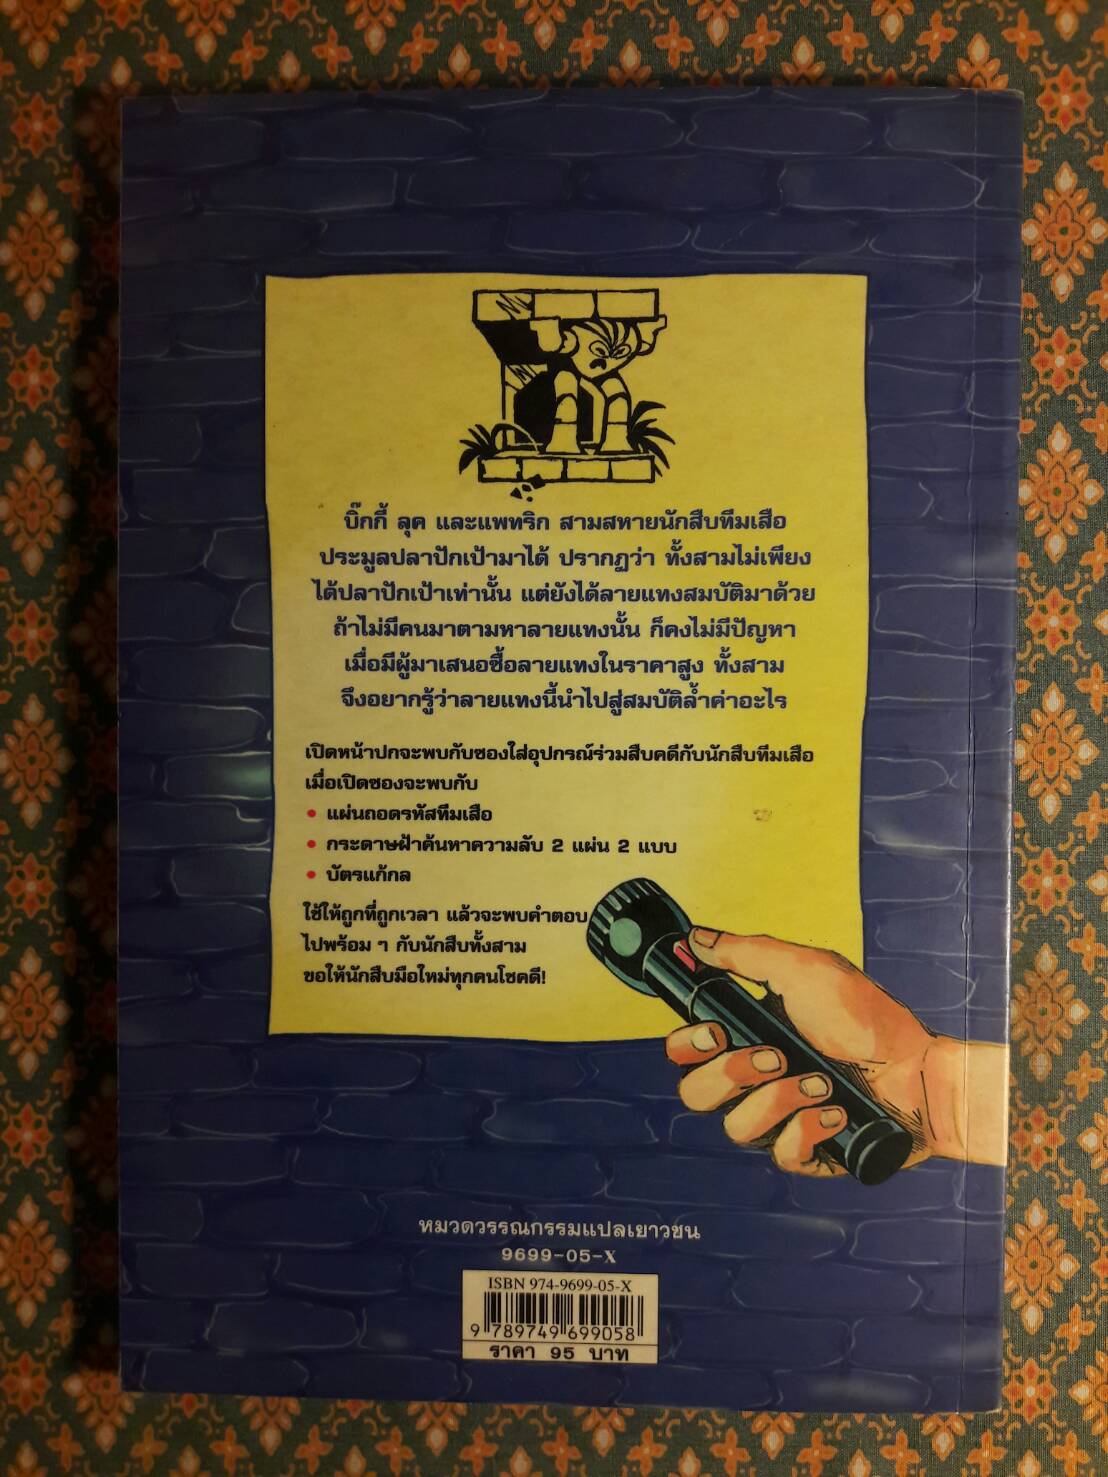 บิ๊กกี้ ลุค และแพทริก สามสหายนักสืบทีมเสือ
ประมูลปลาปักเป้ามาได้ ปรากฏว่า ทั้งสามไม่เพียง
ได้ปลาปักเป้าเท่านั้น แต่ยังได้ลายแทงสมบัติมาด้วย
ถ้าไม่มีคนมาตามหาลายแทงนั้น ก็คงไม่มีปัญหา
เมื่อมีผู้มาเสนอซื้อลายแทงในราคาสูง ทั้งสาม
จึงอยากรู้ว่าลายแทงนี้นำไปสู่สมบัติล้ำค่าอะไร
เปิดหน้าปกจะพบกับซองใส่อุปกรณ์ร่วมสืบคดีกับนักสืบทีมเสือ
เมื่อเปิดซองจะพบกับ
• แผ่นถอดรหัสทีมเสือ
• กระดาษฝ้าค้นหาความลับ 2 แผ่น 2 แบบ
• บัตรแก้กล
ใช้ให้ถูกที่ถูกเวลา แล้วจะพบคำตอบ
ไปพร้อม ๆ กับนักสืบทั้งสาม
ขอให้นักสืบมือใหม่ทุกคนโชคดี!
หมวดวรรณกรรมแปลเยาวชน
9699-05-X
ISBN 974-9699-05-X
9 789749 699058
ราคา 95 บาท